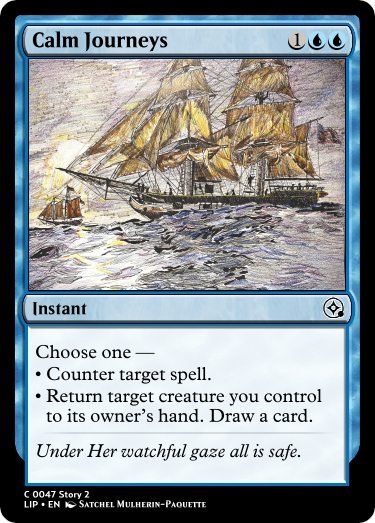 Calm Journeys 1
Instant
Choose one —
• Counter target spell.
• Return target creature you control
to its owner's hand. Draw a card.
Under Her watchful gaze all is safe.
C 0047 Story 2
LIP • EN Satchel Mulherin-Paquette